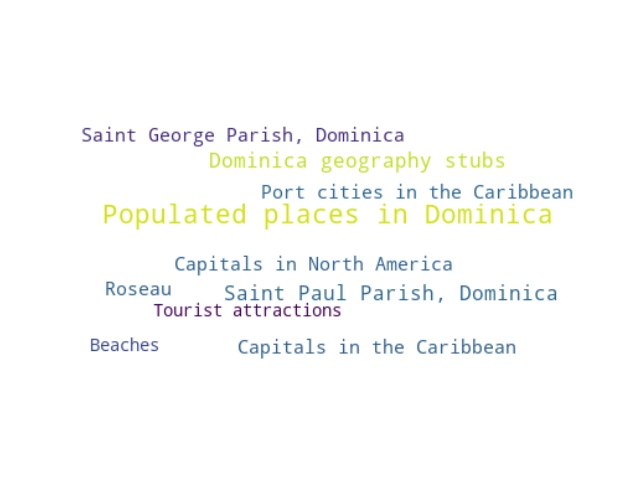 Saint George Parish, Dominica
Dominica geography stubs
Port cities in the Caribbean
Populated places in Dominica
Capitals in North America
Roseau
Saint Paul Parish, Dominica
Tourist attractions
Beaches
Capitals in the Caribbean